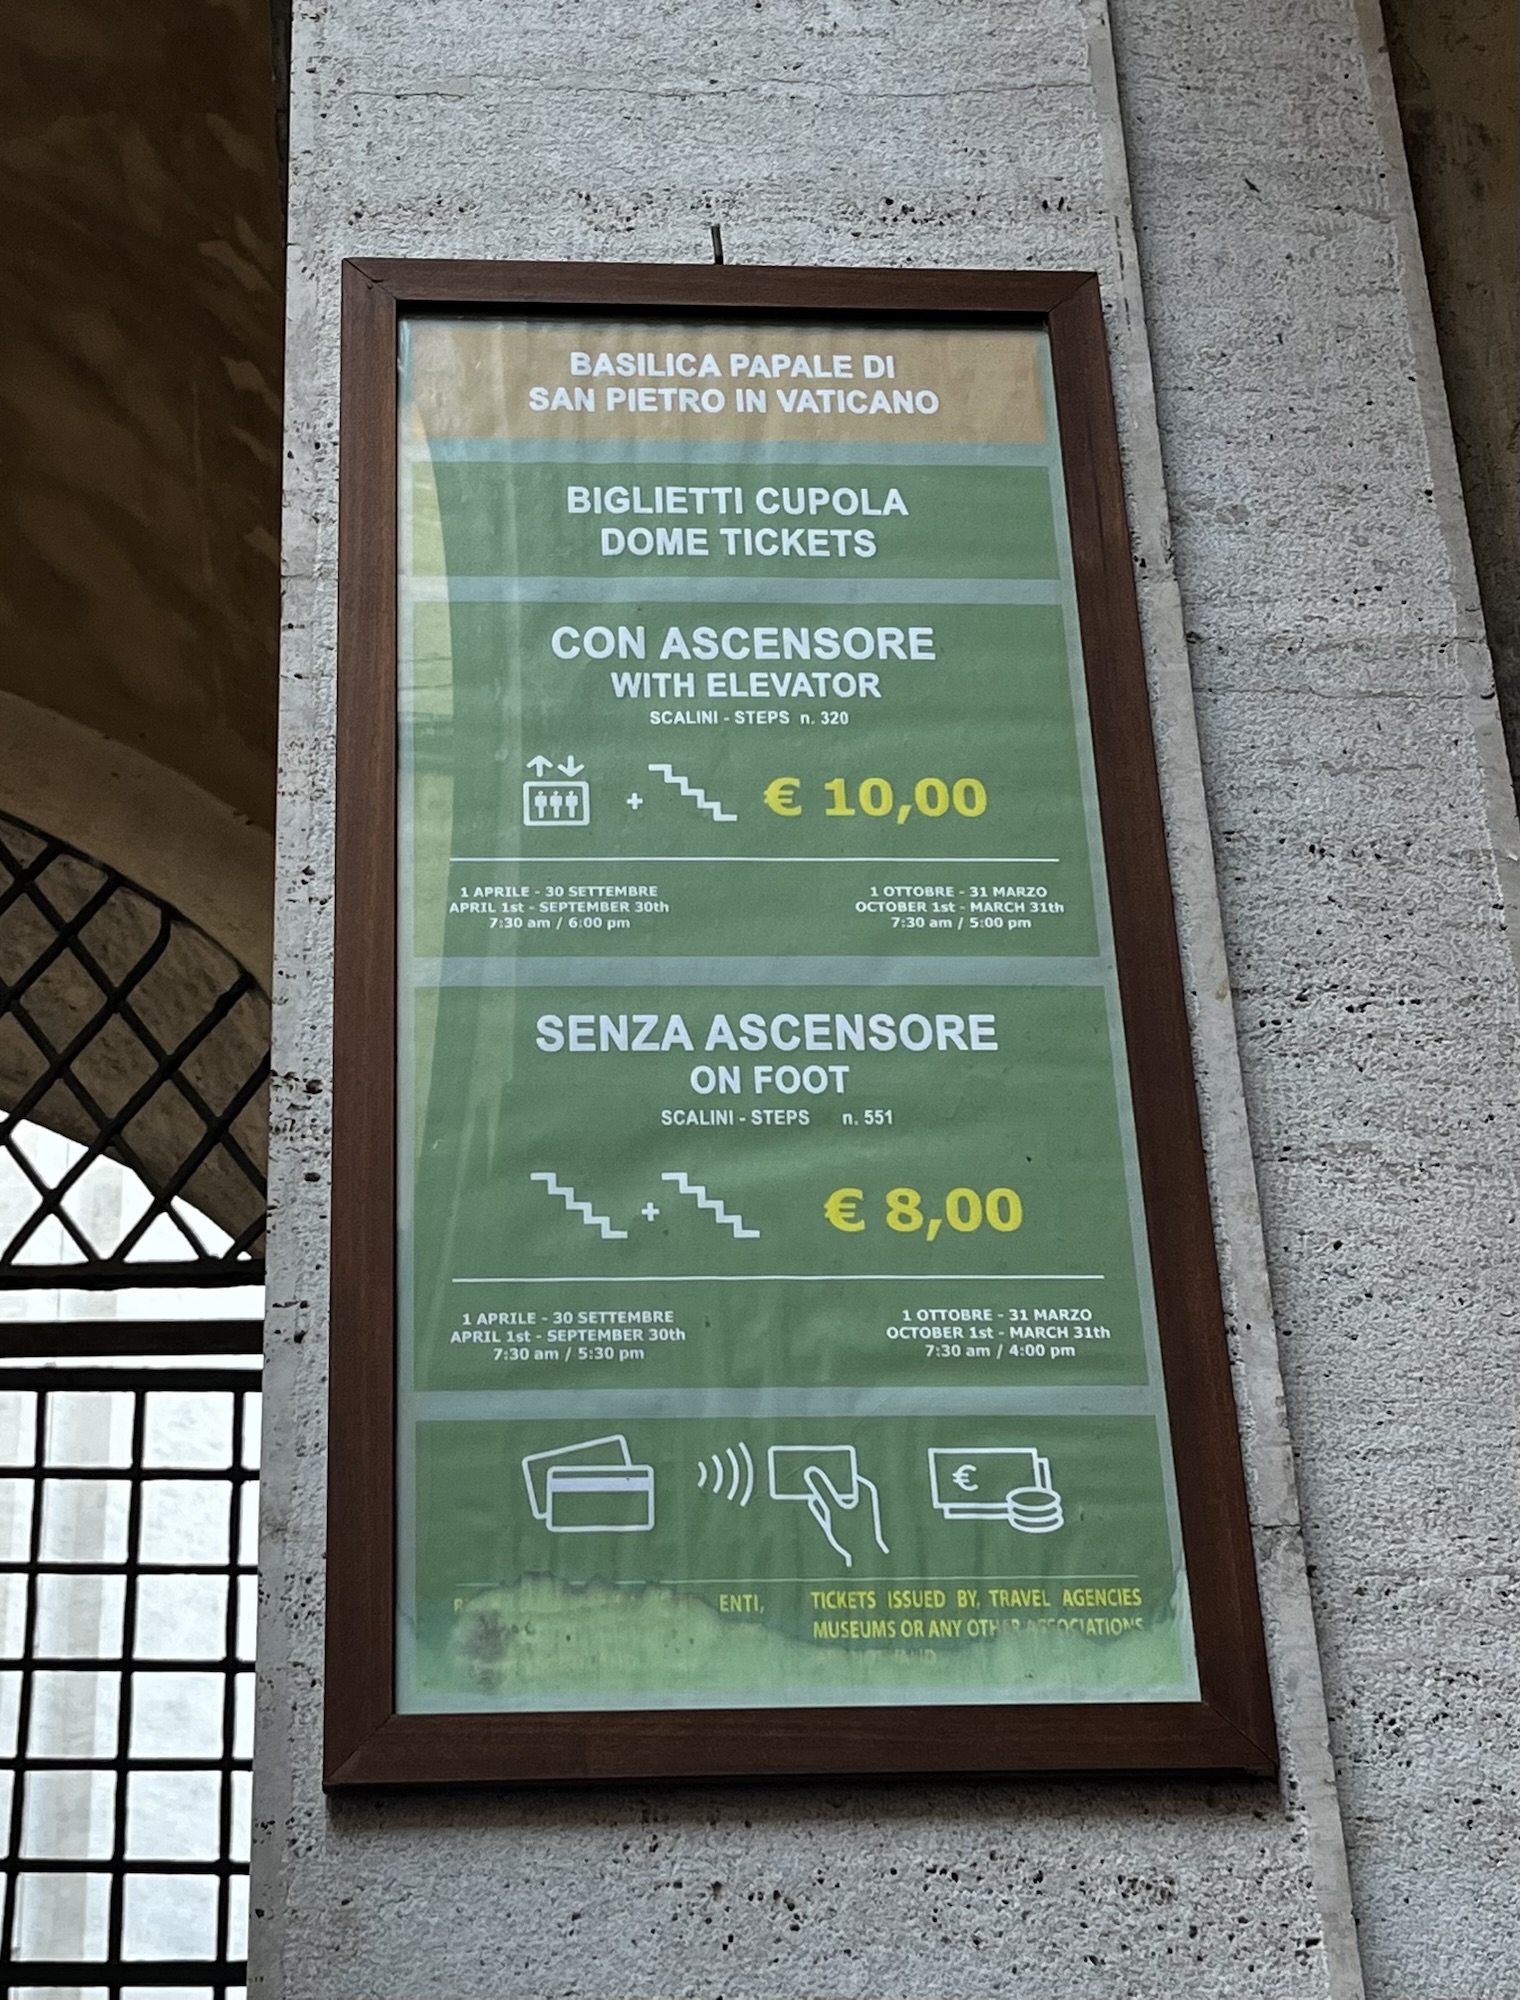 BASILICA PAPALE DI
SAN PIETRO IN VATICANO
BIGLIETTI CUPOLA
DOME TICKETS
CON ASCENSORE
WITH ELEVATOR
SCALINI - STEPS n. 320
+ € 10,00
1 APRILE - 30 SETTEMBRE
APRIL 1st - SEPTEMBER 30th
7:30 am / 6:00 pm
1 OTTOBRE - 31 MARZO
OCTOBER 1st - MARCH 31th
7:30 am / 5:00 pm
SENZA ASCENSORE
ON FOOT
SCALINI - STEPS n. 551
+ € 8,00
1 APRILE - 30 SETTEMBRE
APRIL 1st - SEPTEMBER 30th
7:30 am / 5:30 pm
1 OTTOBRE - 31 MARZO
OCTOBER 1st - MARCH 31th
7:30 am / 4:00 pm
€
ENTI,
TICKETS ISSUED BY, TRAVEL AGENCIES
MUSEUMS OR ANY OTHER ASSOCIATIONS